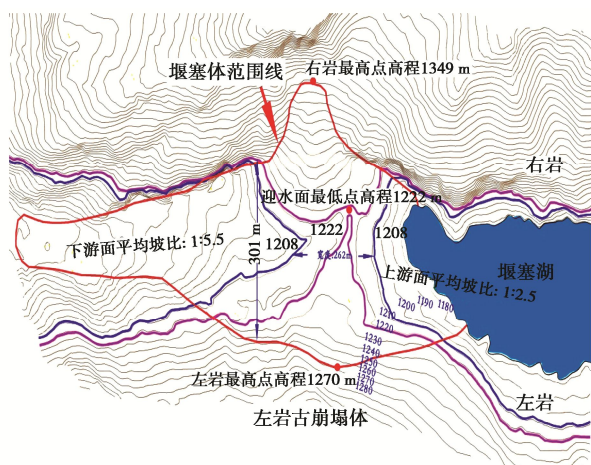 堰塞体范围线
右岩最高点高程1349 m
右岩
迎水面最低点高程1222 m
301 m
1222
1208
1208
宽度:262m
下游面平均坡比: 1:5.5
上游面平均坡比: 1:2.5
堰塞湖
1180
1190
1200
1210
1220
1230
1240
1250
1260
1270
1280
左岩最高点高程1270 m
左岩
左岩古崩塌体